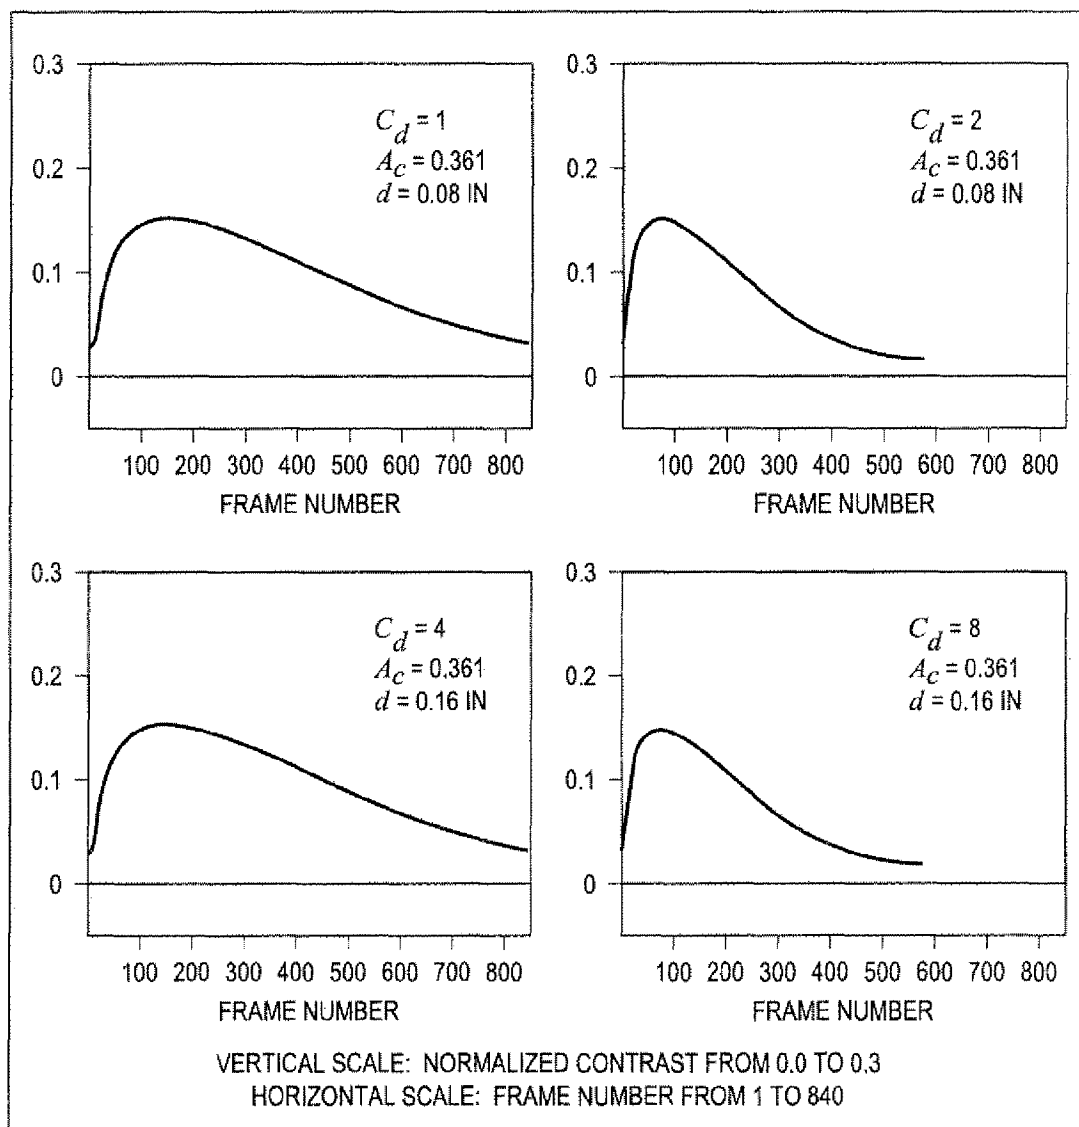 0.3
0.2
0.1
0
C_d = 1
A_c = 0.361
d = 0.08 IN
100 200 300 400 500 600 700 800
FRAME NUMBER
0.3
0.2
0.1
0
C_d = 2
A_c = 0.361
d = 0.08 IN
100 200 300 400 500 600 700 800
FRAME NUMBER
0.3
0.2
0.1
0
C_d = 4
A_c = 0.361
d = 0.16 IN
100 200 300 400 500 600 700 800
FRAME NUMBER
0.3
0.2
0.1
0
C_d = 8
A_c = 0.361
d = 0.16 IN
100 200 300 400 500 600 700 800
FRAME NUMBER
VERTICAL SCALE: NORMALIZED CONTRAST FROM 0.0 TO 0.3
HORIZONTAL SCALE: FRAME NUMBER FROM 1 TO 840